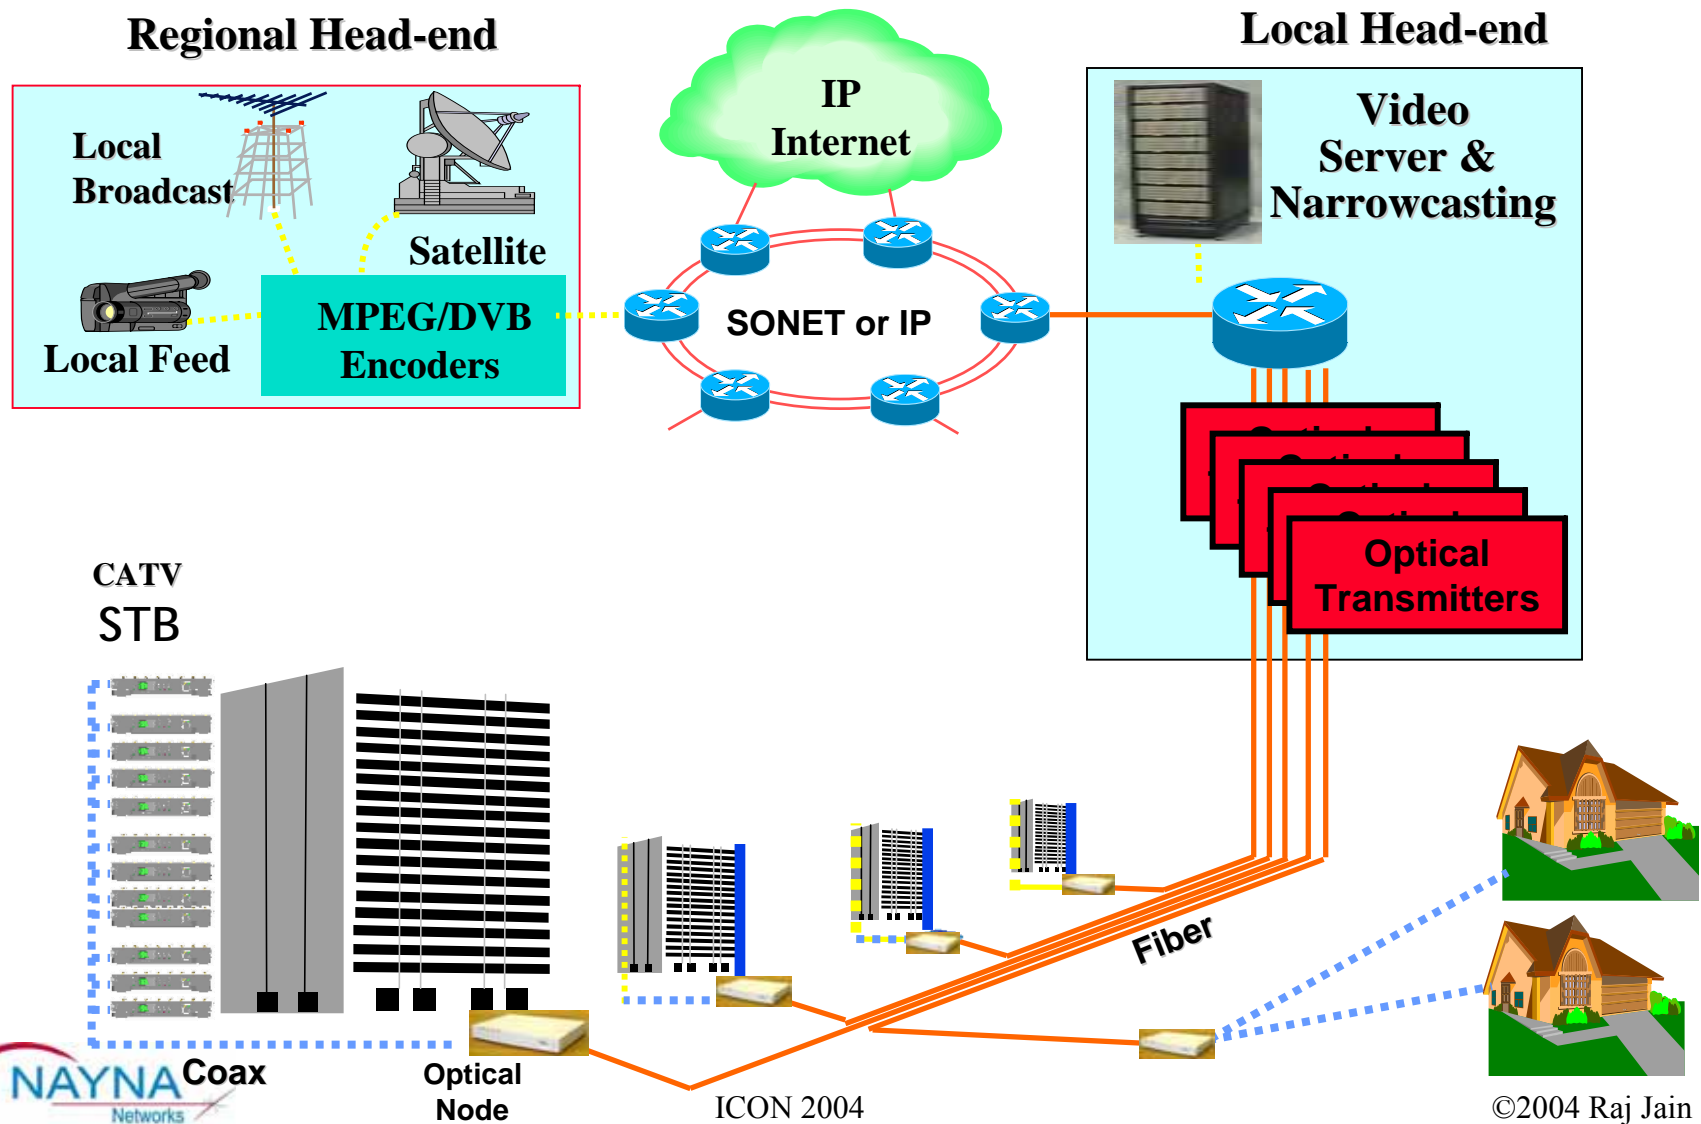 Regional Head-end
Local Head-end
IP
Internet
Video
Server &
Narrowcasting
Local
Broadcast
Satellite
MPEG/DVB
Encoders
Local Feed
SONET or IP
Optical
Transmitters
CATV
STB
Fiber
Coax
Optical
Node
NAYNA
Networks
ICON 2004
©2004 Raj Jain